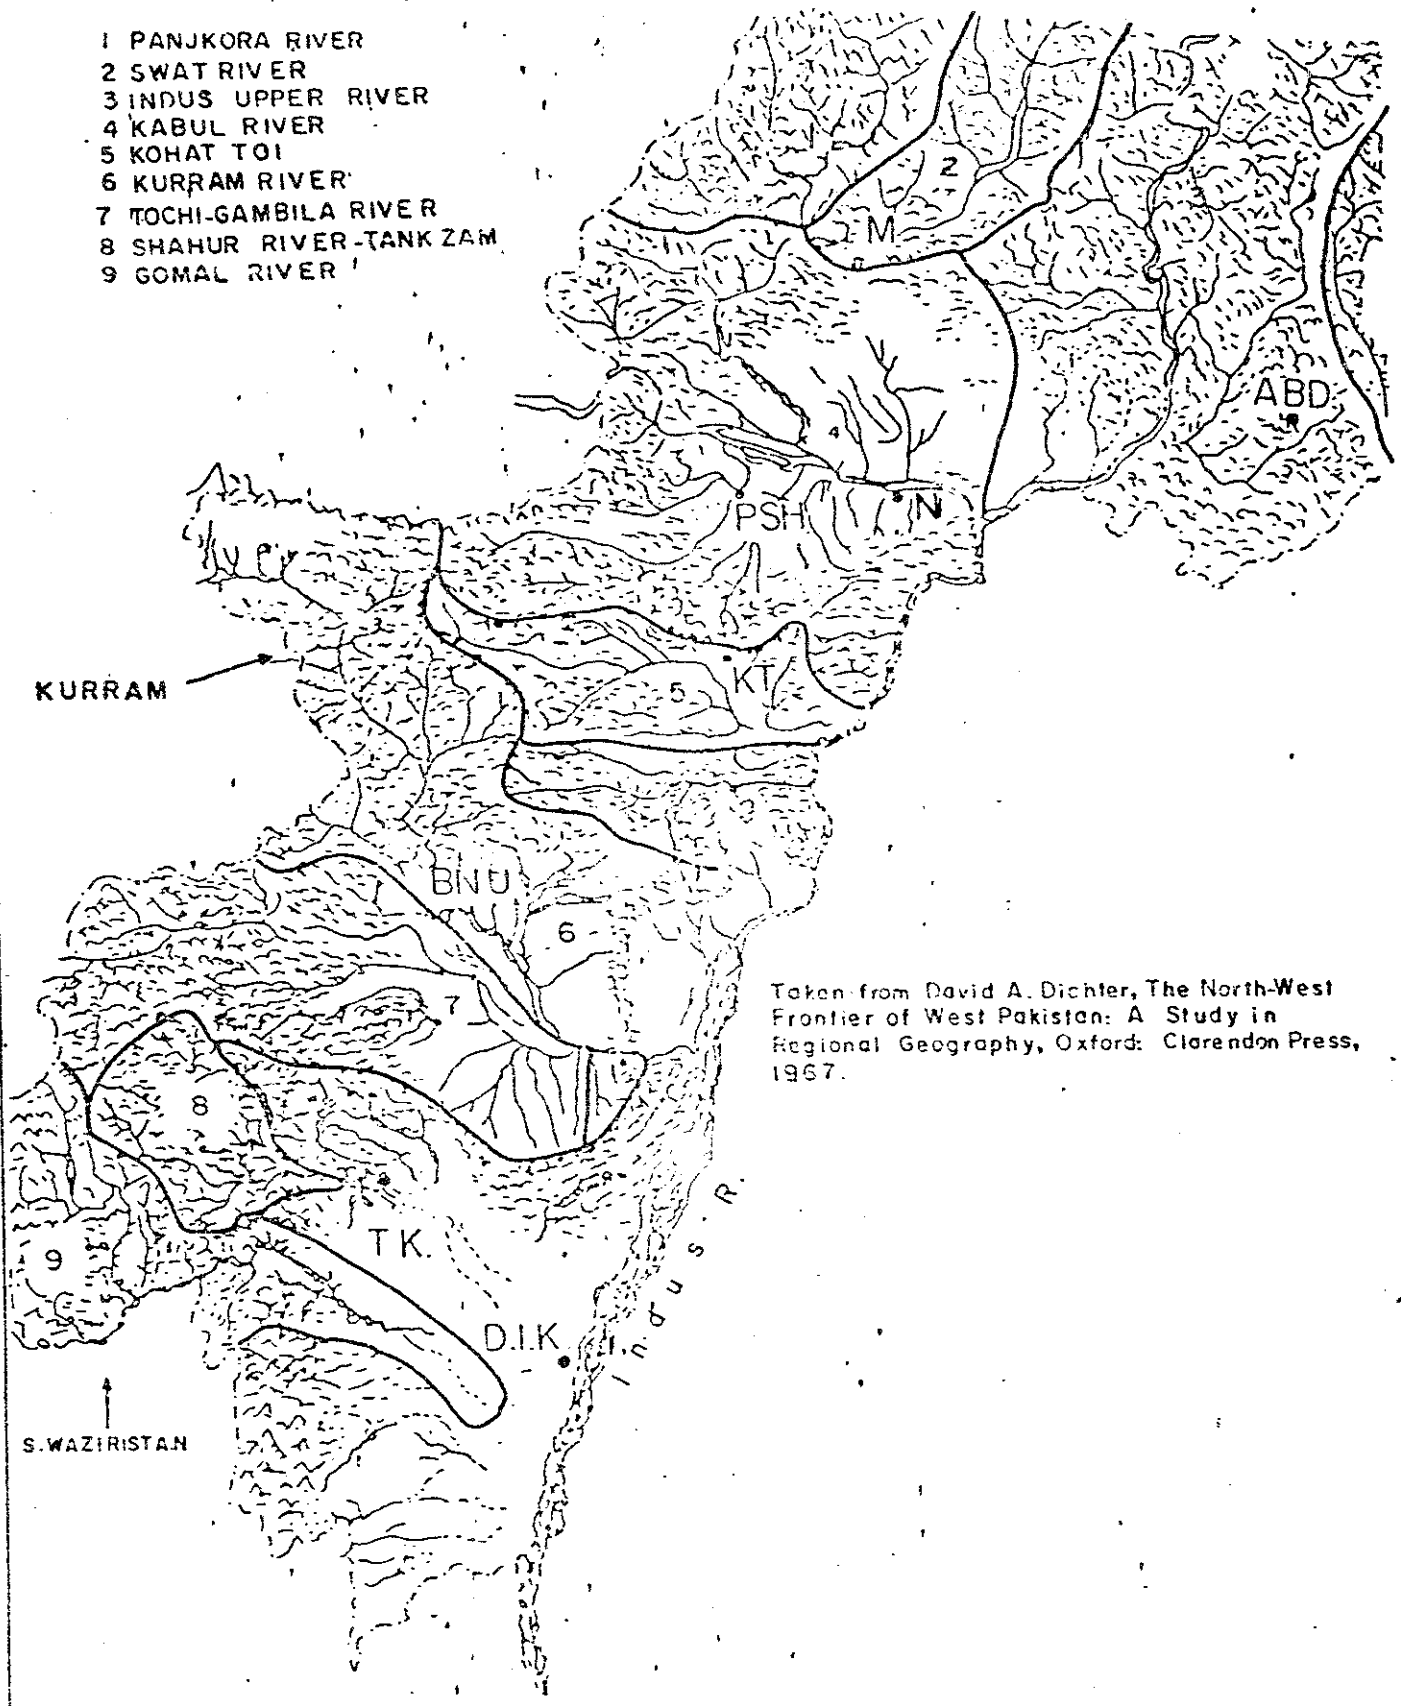 1 PANJKORA RIVER
2 SWAT RIVER
3 INDUS UPPER RIVER
4 KABUL RIVER
5 KOHAT TOI
6 KURRAM RIVER
7 TOCHI-GAMBILA RIVER
8 SHAHUR RIVER-TANK ZAM
9 GOMAL RIVER
2
M
1
ABD
4
PSH
N
3
KURRAM
5
KT
BNU
6
7
Taken from David A. Dichter, The North-West
Frontier of West Pakistan: A Study in
Regional Geography, Oxford: Clarendon Press,
1967.
8
9
T K.
D.I.K
Indus R.
S.WAZIRISTAN